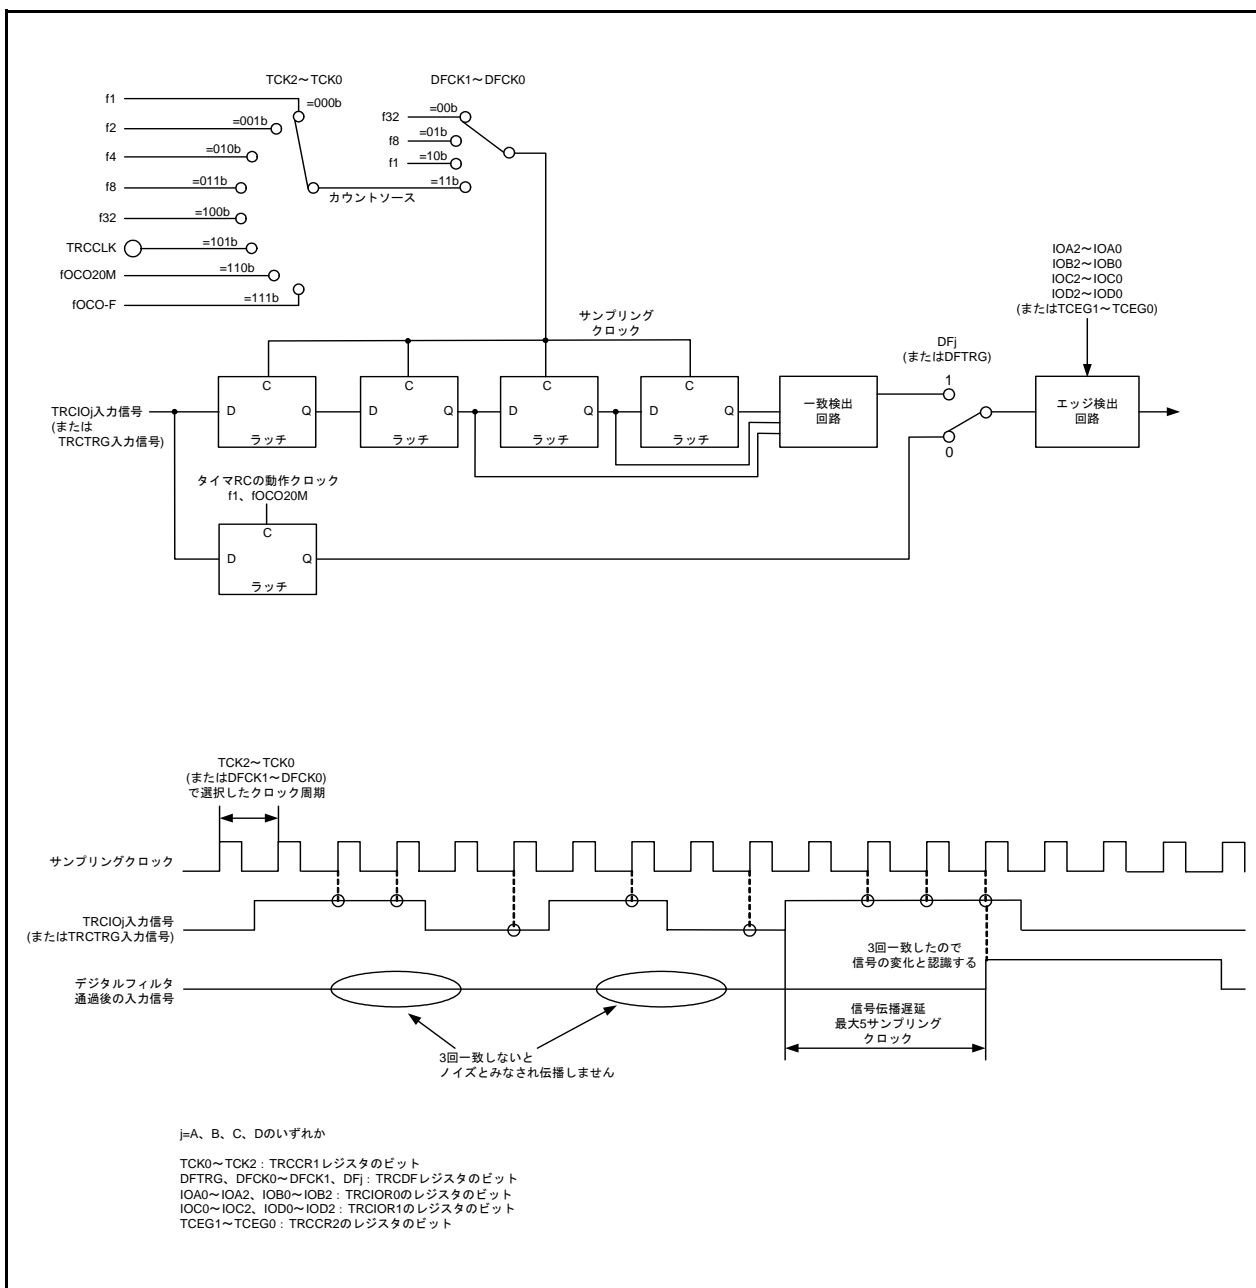 TCK2～TCK0
DFCK1～DFCK0
f1
=000b
f2
=001b
f4
=010b
f8
=011b
f32
=100b
TRCCLK
=101b
fOCO20M
=110b
fOCO-F
=111b
f32
=00b
f8
=01b
f1
=10b
=11b
カウントソース
サンプリング
クロック
IOA2～IOA0
IOB2～IOB0
IOC2～IOC0
IOD2～IOD0
(またはTCEG1～TCEG0)
DFj
(またはDFTRG)
1
0
TRCIOj入力信号
(または
TRCTRG入力信号)
C
D
Q
ラッチ
C
D
Q
ラッチ
C
D
Q
ラッチ
C
D
Q
ラッチ
一致検出
回路
エッジ検出
回路
タイマRCの動作クロック
f1、fOCO20M
C
D
Q
ラッチ
TCK2～TCK0
(またはDFCK1～DFCK0)
で選択したクロック周期
サンプリングクロック
TRCIOj入力信号
(またはTRCTRG入力信号)
3回一致したので
信号の変化と認識する
デジタルフィルタ
通過後の入力信号
信号伝播遅延
最大5サンプリング
クロック
3回一致しないと
ノイズとみなされ伝播しません
j=A、B、C、Dのいずれか
TCK0～TCK2：TRCCR1レジスタのビット
DFTRG、DFCK0～DFCK1、DFj：TRCDFレジスタのビット
IOA0～IOA2、IOB0～IOB2：TRCIOR0のレジスタのビット
IOC0～IOC2、IOD0～IOD2：TRCIOR1のレジスタのビット
TCEG1～TCEG0：TRCCR2のレジスタのビット